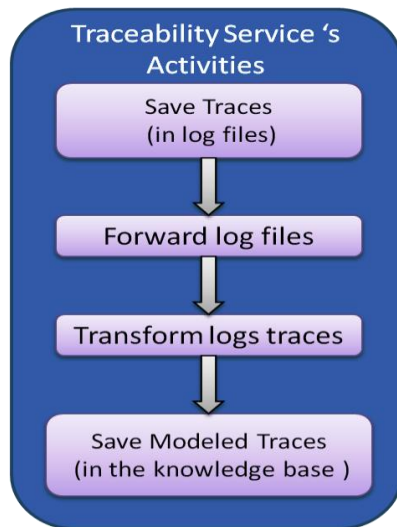 Traceability Service ‘s
Activities
Save Traces
(in log files)
Forward log files
Transform logs traces
Save Modeled Traces
(in the knowledge base )